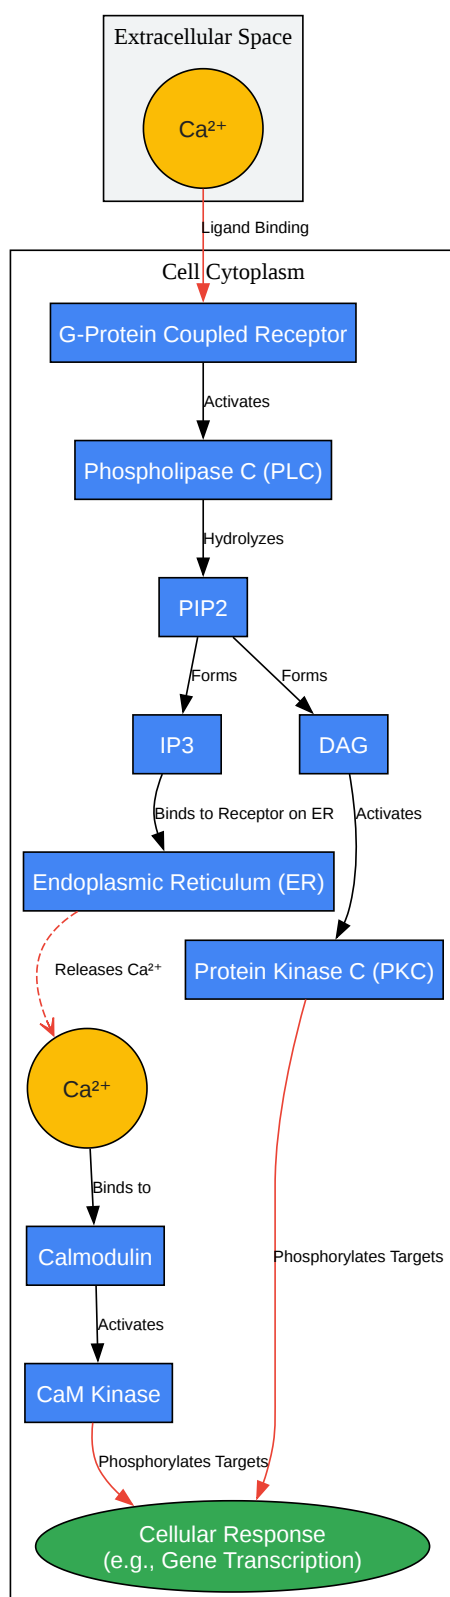 Extracellular Space
Ca²⁺
Ligand Binding
Cell Cytoplasm
G-Protein Coupled Receptor
Activates
Phospholipase C (PLC)
Hydrolyzes
PIP2
Forms
Forms
IP3
DAG
Binds to Receptor on ER
Activates
Endoplasmic Reticulum (ER)
Protein Kinase C (PKC)
Releases Ca²⁺
Ca²⁺
Binds to
Calmodulin
Phosphorylates Targets
Activates
CaM Kinase
Phosphorylates Targets
Cellular Response
(e.g., Gene Transcription)